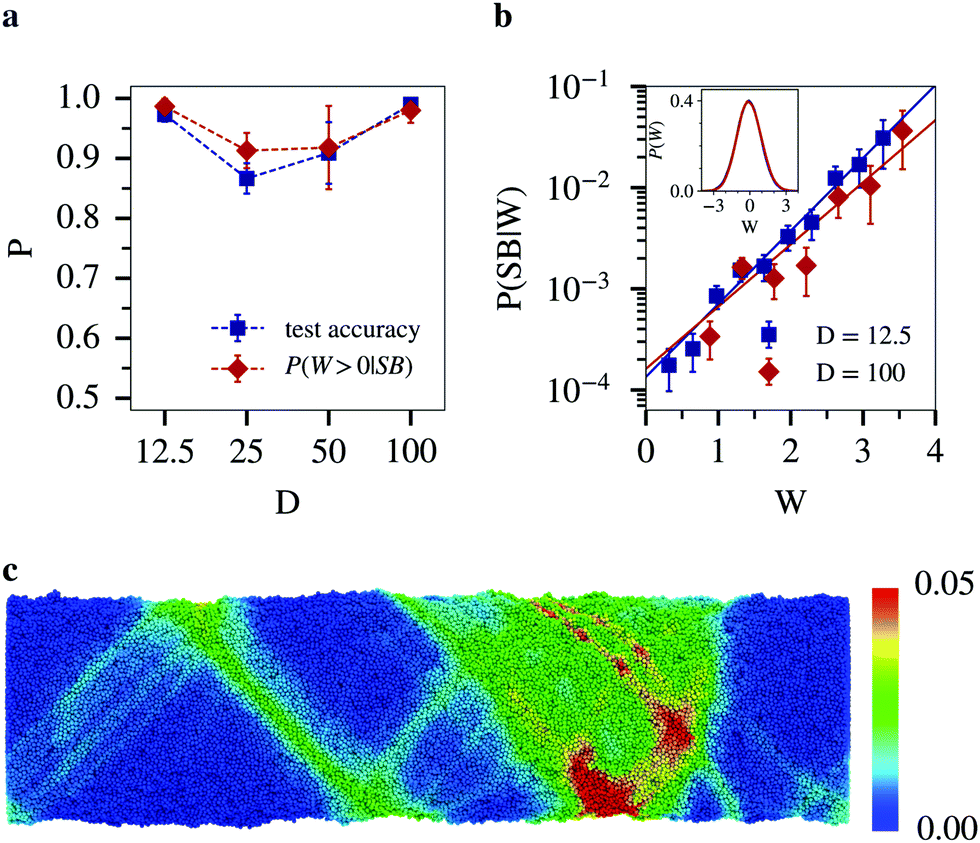 a
1.0
0.9
0.8
0.7
0.6
0.5
P
test accuracy
P(W > 0|SB)
12.5 25 50 100
D
b
10⁻¹
10⁻²
10⁻³
10⁻⁴
P(SB|W)
0.4
0.0
P(W)
−3 0 3
W
D = 12.5
D = 100
0 1 2 3 4
W
c
0.05
0.00